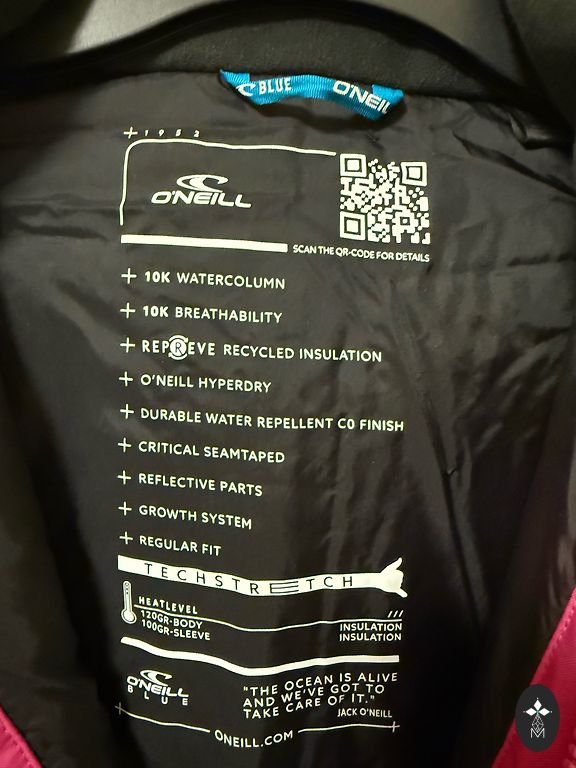 BLUE O'NEILL
+ 1952
O'NEILL
SCAN THE QR-CODE FOR DETAILS
+ 10K WATERCOLUMN
+ 10K BREATHABILITY
+ REPREVE RECYCLED INSULATION
+ O'NEILL HYPERDRY
+ DURABLE WATER REPELLENT C0 FINISH
+ CRITICAL SEAMTAPED
+ REFLECTIVE PARTS
+ GROWTH SYSTEM
+ REGULAR FIT
TECHSTRETCH
HEATLEVEL ///
120GR-BODY INSULATION
100GR-SLEEVE INSULATION
O'NEILL
BLUE
"THE OCEAN IS ALIVE
AND WE'VE GOT TO
TAKE CARE OF IT."
JACK O'NEILL
ONEILL.COM
M